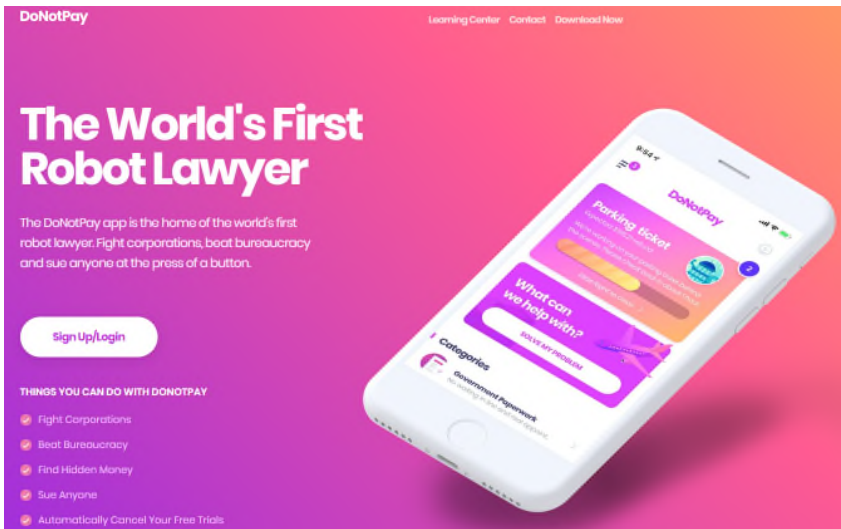 DoNotPay
Learning Center Contact Download Now
The World's First
Robot Lawyer
The DoNotPay app is the home of the world's first
robot lawyer. Fight corporations, beat bureaucracy
and sue anyone at the press of a button.
Sign Up/Login
THINGS YOU CAN DO WITH DONOTPAY
Fight Corporations
Beat Bureaucracy
Find Hidden Money
Sue Anyone
Automatically Cancel Your Free Trials
9:54
DoNotPay
Parking ticket
2
What can
we help with?
SOLVE MY PROBLEM
Categories
Government Paperwork